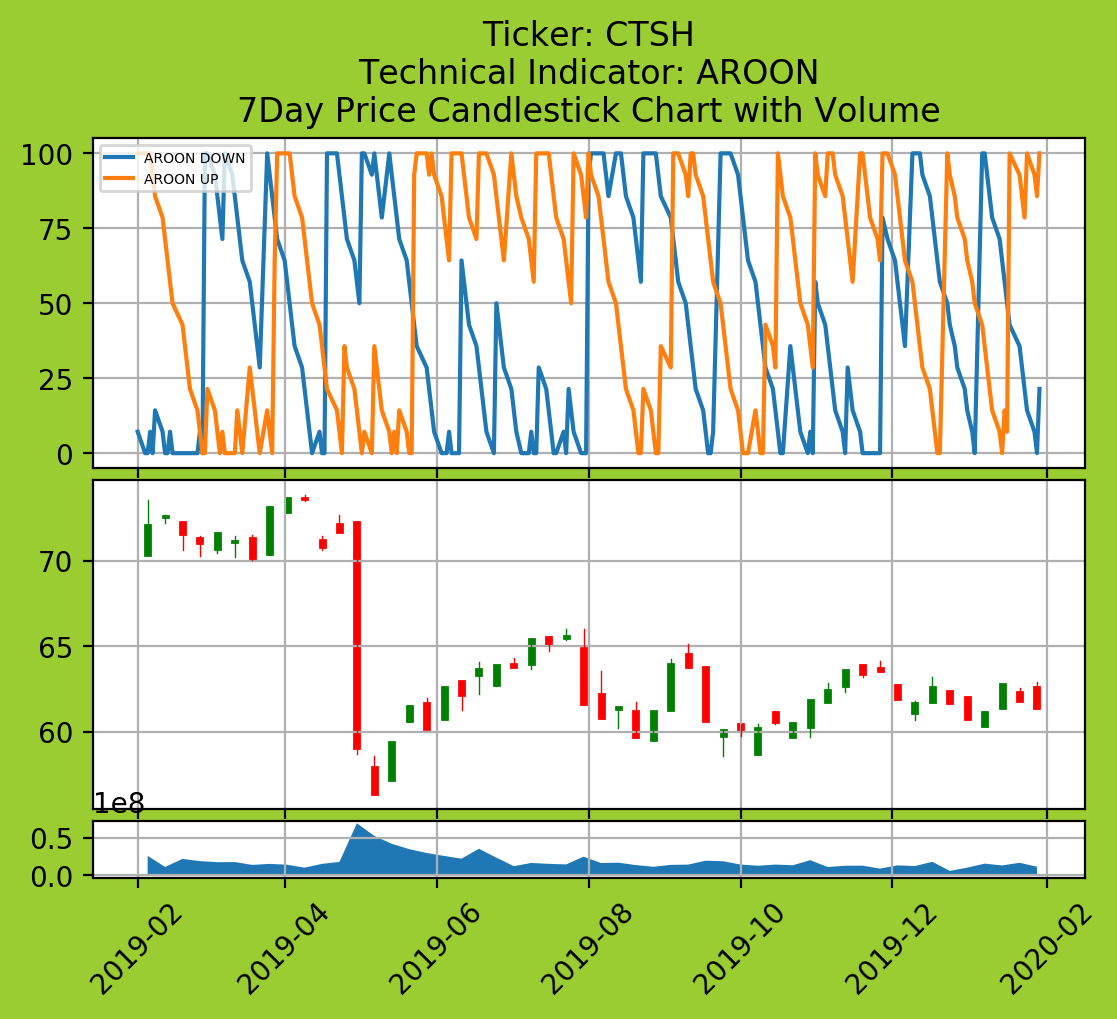 Ticker: CTSH
Technical Indicator: AROON
7Day Price Candlestick Chart with Volume
100
75
50
25
0
AROON DOWN
AROON UP
70
65
60
1e8
0.5
0.0
2019-02
2019-04
2019-06
2019-08
2019-10
2019-12
2020-02